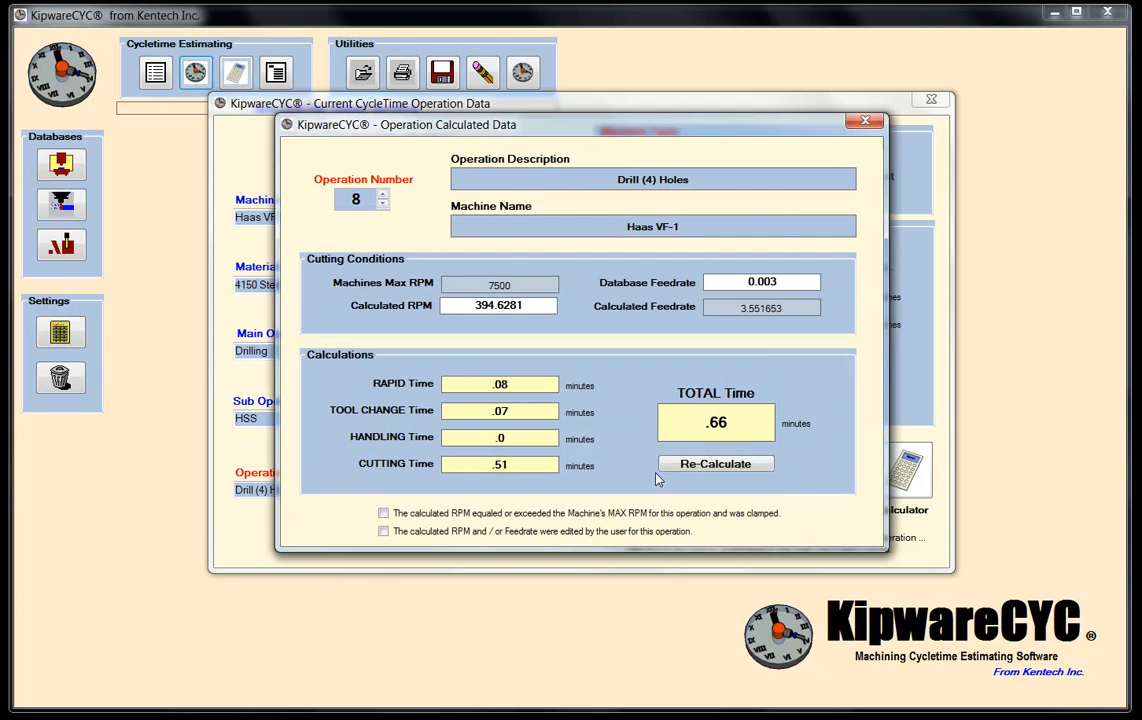 KipwareCYC® from Kentech Inc.
Cycletime Estimating
Utilities
Databases
Settings
KipwareCYC® - Current CycleTime Operation Data
Machin
Haas VF
Materia
4150 Ste
Main O
Drilling
Sub Op
HSS
Operati
Drill (4) H
KipwareCYC® - Operation Calculated Data
Operation Number
8
Operation Description
Drill (4) Holes
Machine Name
Haas VF-1
Cutting Conditions
Machines Max RPM
7500
Database Feedrate
0.003
Calculated RPM
394.6281
Calculated Feedrate
3.551653
Calculations
RAPID Time
.08
minutes
TOOL CHANGE Time
.07
minutes
HANDLING Time
.0
minutes
CUTTING Time
.51
minutes
TOTAL Time
.66
minutes
Re-Calculate
The calculated RPM equaled or exceeded the Machine's MAX RPM for this operation and was clamped.
The calculated RPM and / or Feedrate were edited by the user for this operation.
alculator
ration ...
KipwareCYC®
Machining Cycletime Estimating Software
From Kentech Inc.